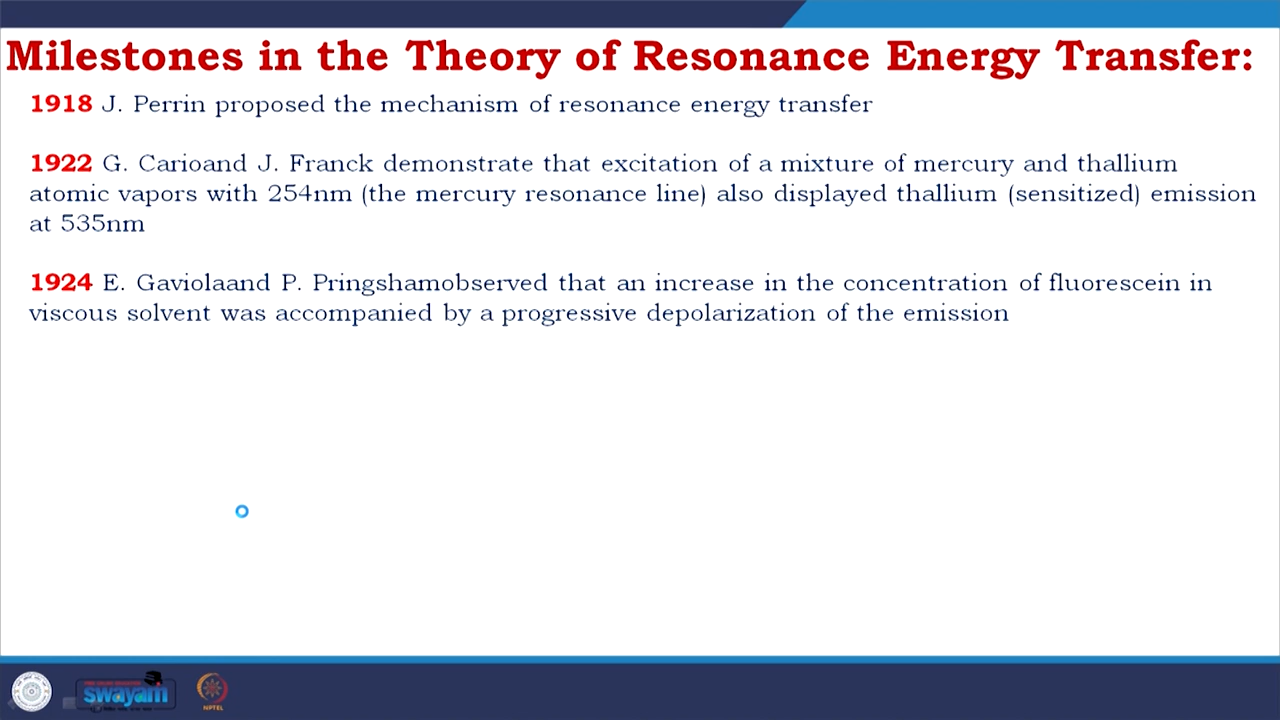 Milestones in the Theory of Resonance Energy Transfer:
1918 J. Perrin proposed the mechanism of resonance energy transfer
1922 G. Carioand J. Franck demonstrate that excitation of a mixture of mercury and thallium
atomic vapors with 254nm (the mercury resonance line) also displayed thallium (sensitized) emission
at 535nm
1924 E. Gaviolaand P. Pringshamobserved that an increase in the concentration of fluorescein in
viscous solvent was accompanied by a progressive depolarization of the emission
swayam
NPTEL